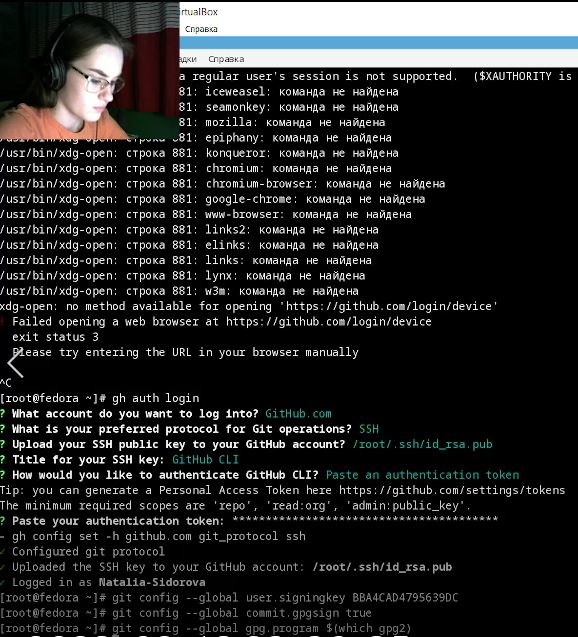 rtualBox
Справка
адки Справка
a regular user's session is not supported. ($XAUTHORITY is
81: iceweasel: команда не найдена
81: seamonkey: команда не найдена
81: mozilla: команда не найдена
/usr/bin/xdg-open: строка 881: epiphany: команда не найдена
/usr/bin/xdg-open: строка 881: konqueror: команда не найдена
/usr/bin/xdg-open: строка 881: chromium: команда не найдена
/usr/bin/xdg-open: строка 881: chromium-browser: команда не найдена
/usr/bin/xdg-open: строка 881: google-chrome: команда не найдена
/usr/bin/xdg-open: строка 881: www-browser: команда не найдена
/usr/bin/xdg-open: строка 881: links2: команда не найдена
/usr/bin/xdg-open: строка 881: elinks: команда не найдена
/usr/bin/xdg-open: строка 881: links: команда не найдена
/usr/bin/xdg-open: строка 881: lynx: команда не найдена
/usr/bin/xdg-open: строка 881: w3m: команда не найдена
xdg-open: no method available for opening 'https://github.com/login/device'
! Failed opening a web browser at https://github.com/login/device
exit status 3
Please try entering the URL in your browser manually
^C
[root@fedora ~]# gh auth login
? What account do you want to log into? GitHub.com
? What is your preferred protocol for Git operations? SSH
? Upload your SSH public key to your GitHub account? /root/.ssh/id_rsa.pub
? Title for your SSH key: GitHub CLI
? How would you like to authenticate GitHub CLI? Paste an authentication token
Tip: you can generate a Personal Access Token here https://github.com/settings/tokens
The minimum required scopes are 'repo', 'read:org', 'admin:public_key'.
? Paste your authentication token: ****************************************
- gh config set -h github.com git_protocol ssh
✓ Configured git protocol
✓ Uploaded the SSH key to your GitHub account: /root/.ssh/id_rsa.pub
✓ Logged in as Natalia-Sidorova
[root@fedora ~]# git config --global user.signingkey BBA4CAD4795639DC
[root@fedora ~]# git config --global commit.gpgsign true
[root@fedora ~]# git config --global gpg.program $(which gpg2)